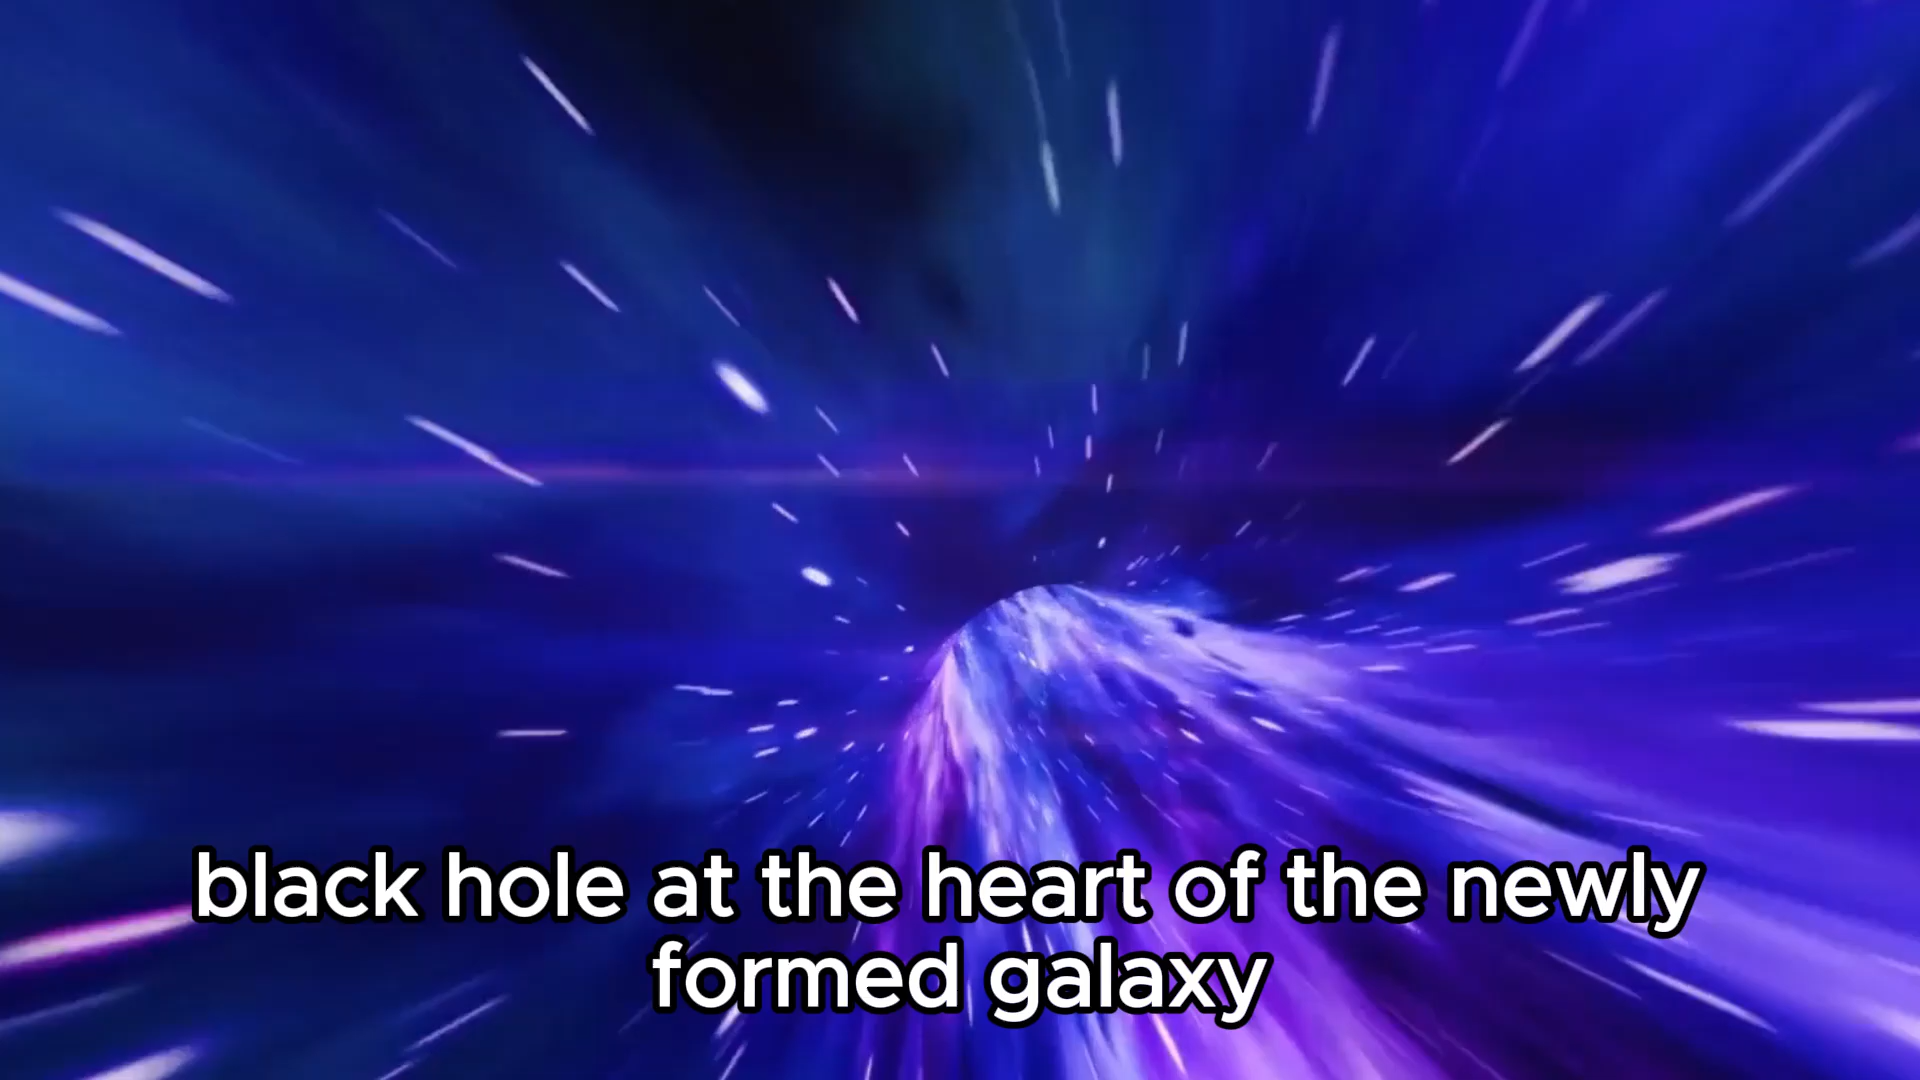 black hole at the heart of the newly
formed galaxy